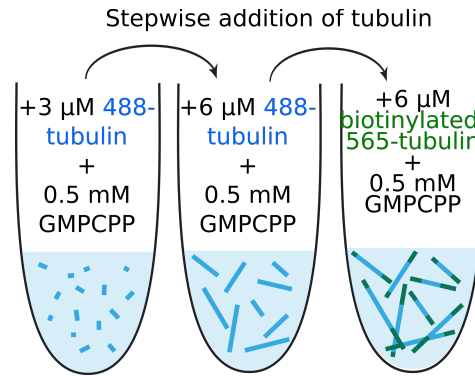 Stepwise addition of tubulin
+3 µM 488-
tubulin
+
0.5 mM
GMPCPP
+6 µM 488-
tubulin
+
0.5 mM
GMPCPP
+6 µM
biotinylated
565-tubulin
+
0.5 mM
GMPCPP